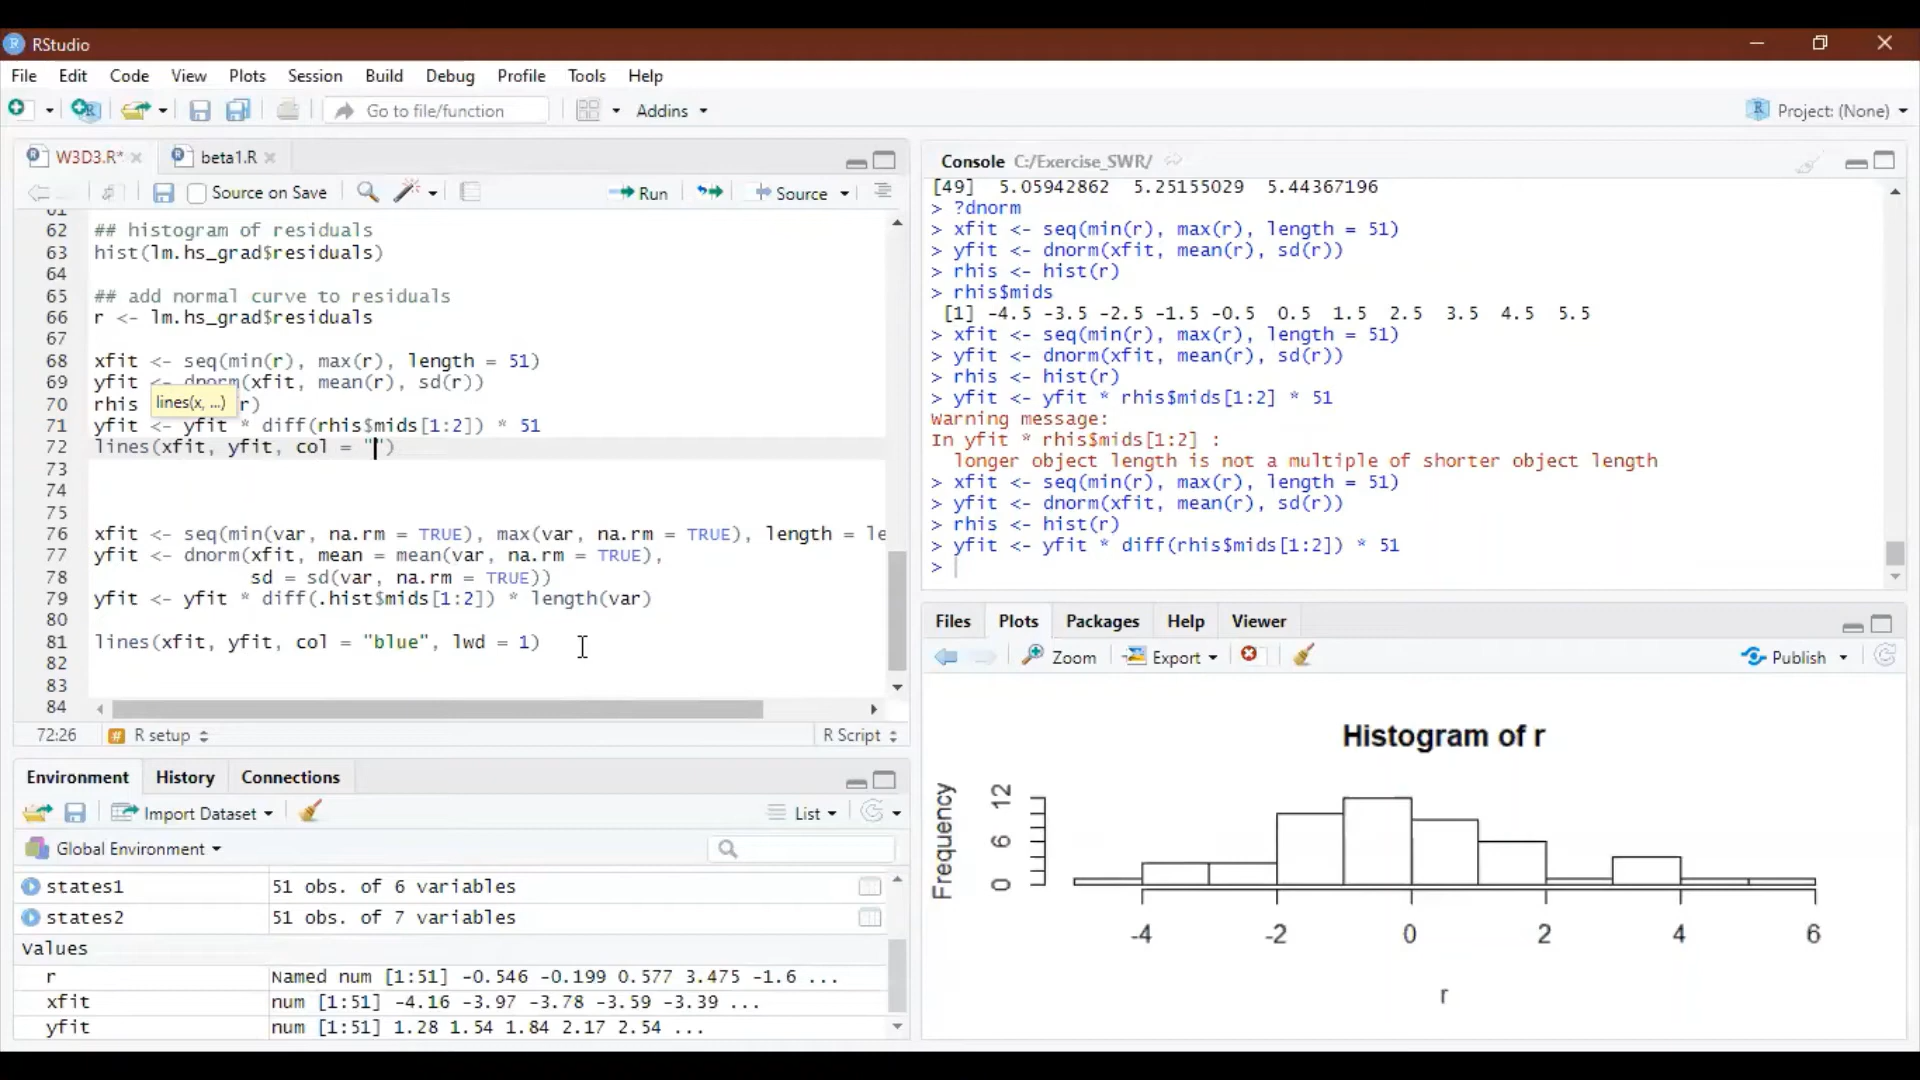 RStudio
File Edit Code View Plots Session Build Debug Profile Tools Help
Go to file/function Addins Project: (None)
W3D3.R* beta1.R
Source on Save Run Source
61
62 ## histogram of residuals
63 hist(lm.hs_grad$residuals)
64
65 ## add normal curve to residuals
66 r <- lm.hs_grad$residuals
67
68 xfit <- seq(min(r), max(r), length = 51)
69 yfit <- dnorm(xfit, mean(r), sd(r))
70 rhis r)
lines(x, ...)
71 yfit <- yfit * diff(rhis$mids[1:2]) * 51
72 lines(xfit, yfit, col = "")
73
74
75
76 xfit <- seq(min(var, na.rm = TRUE), max(var, na.rm = TRUE), length = le
77 yfit <- dnorm(xfit, mean = mean(var, na.rm = TRUE),
78 sd = sd(var, na.rm = TRUE))
79 yfit <- yfit * diff(.hist$mids[1:2]) * length(var)
80
81 lines(xfit, yfit, col = "blue", lwd = 1)
82
83
84
72:26 # R setup R Script
Environment History Connections
Import Dataset List
Global Environment
states1 51 obs. of 6 variables
states2 51 obs. of 7 variables
Values
r Named num [1:51] -0.546 -0.199 0.577 3.475 -1.6 ...
xfit num [1:51] -4.16 -3.97 -3.78 -3.59 -3.39 ...
yfit num [1:51] 1.28 1.54 1.84 2.17 2.54 ...
Console C:/Exercise_SWR/
[49] 5.05942862 5.25155029 5.44367196
> ?dnorm
> xfit <- seq(min(r), max(r), length = 51)
> yfit <- dnorm(xfit, mean(r), sd(r))
> rhis <- hist(r)
> rhis$mids
[1] -4.5 -3.5 -2.5 -1.5 -0.5 0.5 1.5 2.5 3.5 4.5 5.5
> xfit <- seq(min(r), max(r), length = 51)
> yfit <- dnorm(xfit, mean(r), sd(r))
> rhis <- hist(r)
> yfit <- yfit * rhis$mids[1:2] * 51
Warning message:
In yfit * rhis$mids[1:2] :
longer object length is not a multiple of shorter object length
> xfit <- seq(min(r), max(r), length = 51)
> yfit <- dnorm(xfit, mean(r), sd(r))
> rhis <- hist(r)
> yfit <- yfit * diff(rhis$mids[1:2]) * 51
>
Files Plots Packages Help Viewer
Zoom Export Publish
Histogram of r
Frequency
12
6
0
-4 -2 0 2 4 6
r